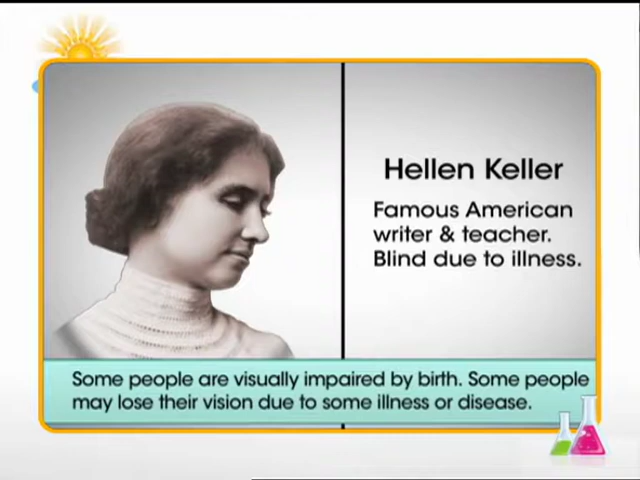 Hellen Keller
Famous American
writer & teacher.
Blind due to illness.
Some people are visually impaired by birth. Some people
may lose their vision due to some illness or disease.